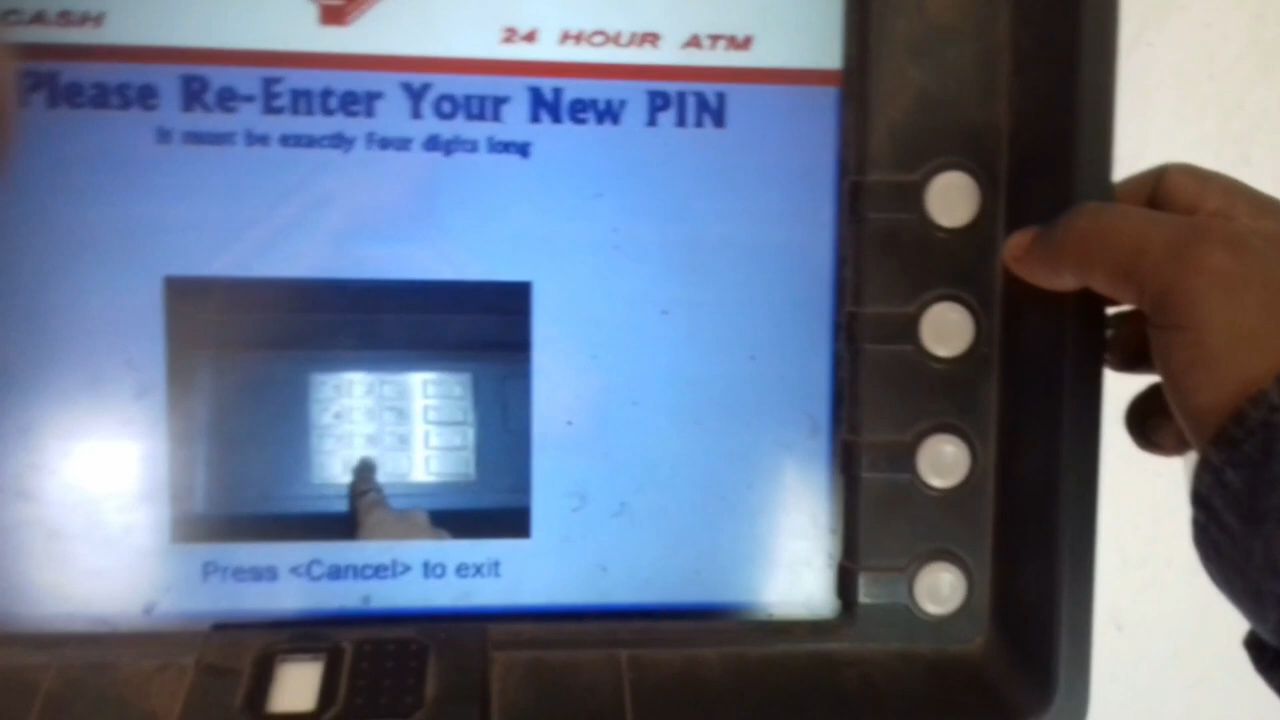 CASH
24 HOUR ATM
Please Re-Enter Your New PIN
It must be exactly Four digits long
Press <Cancel> to exit